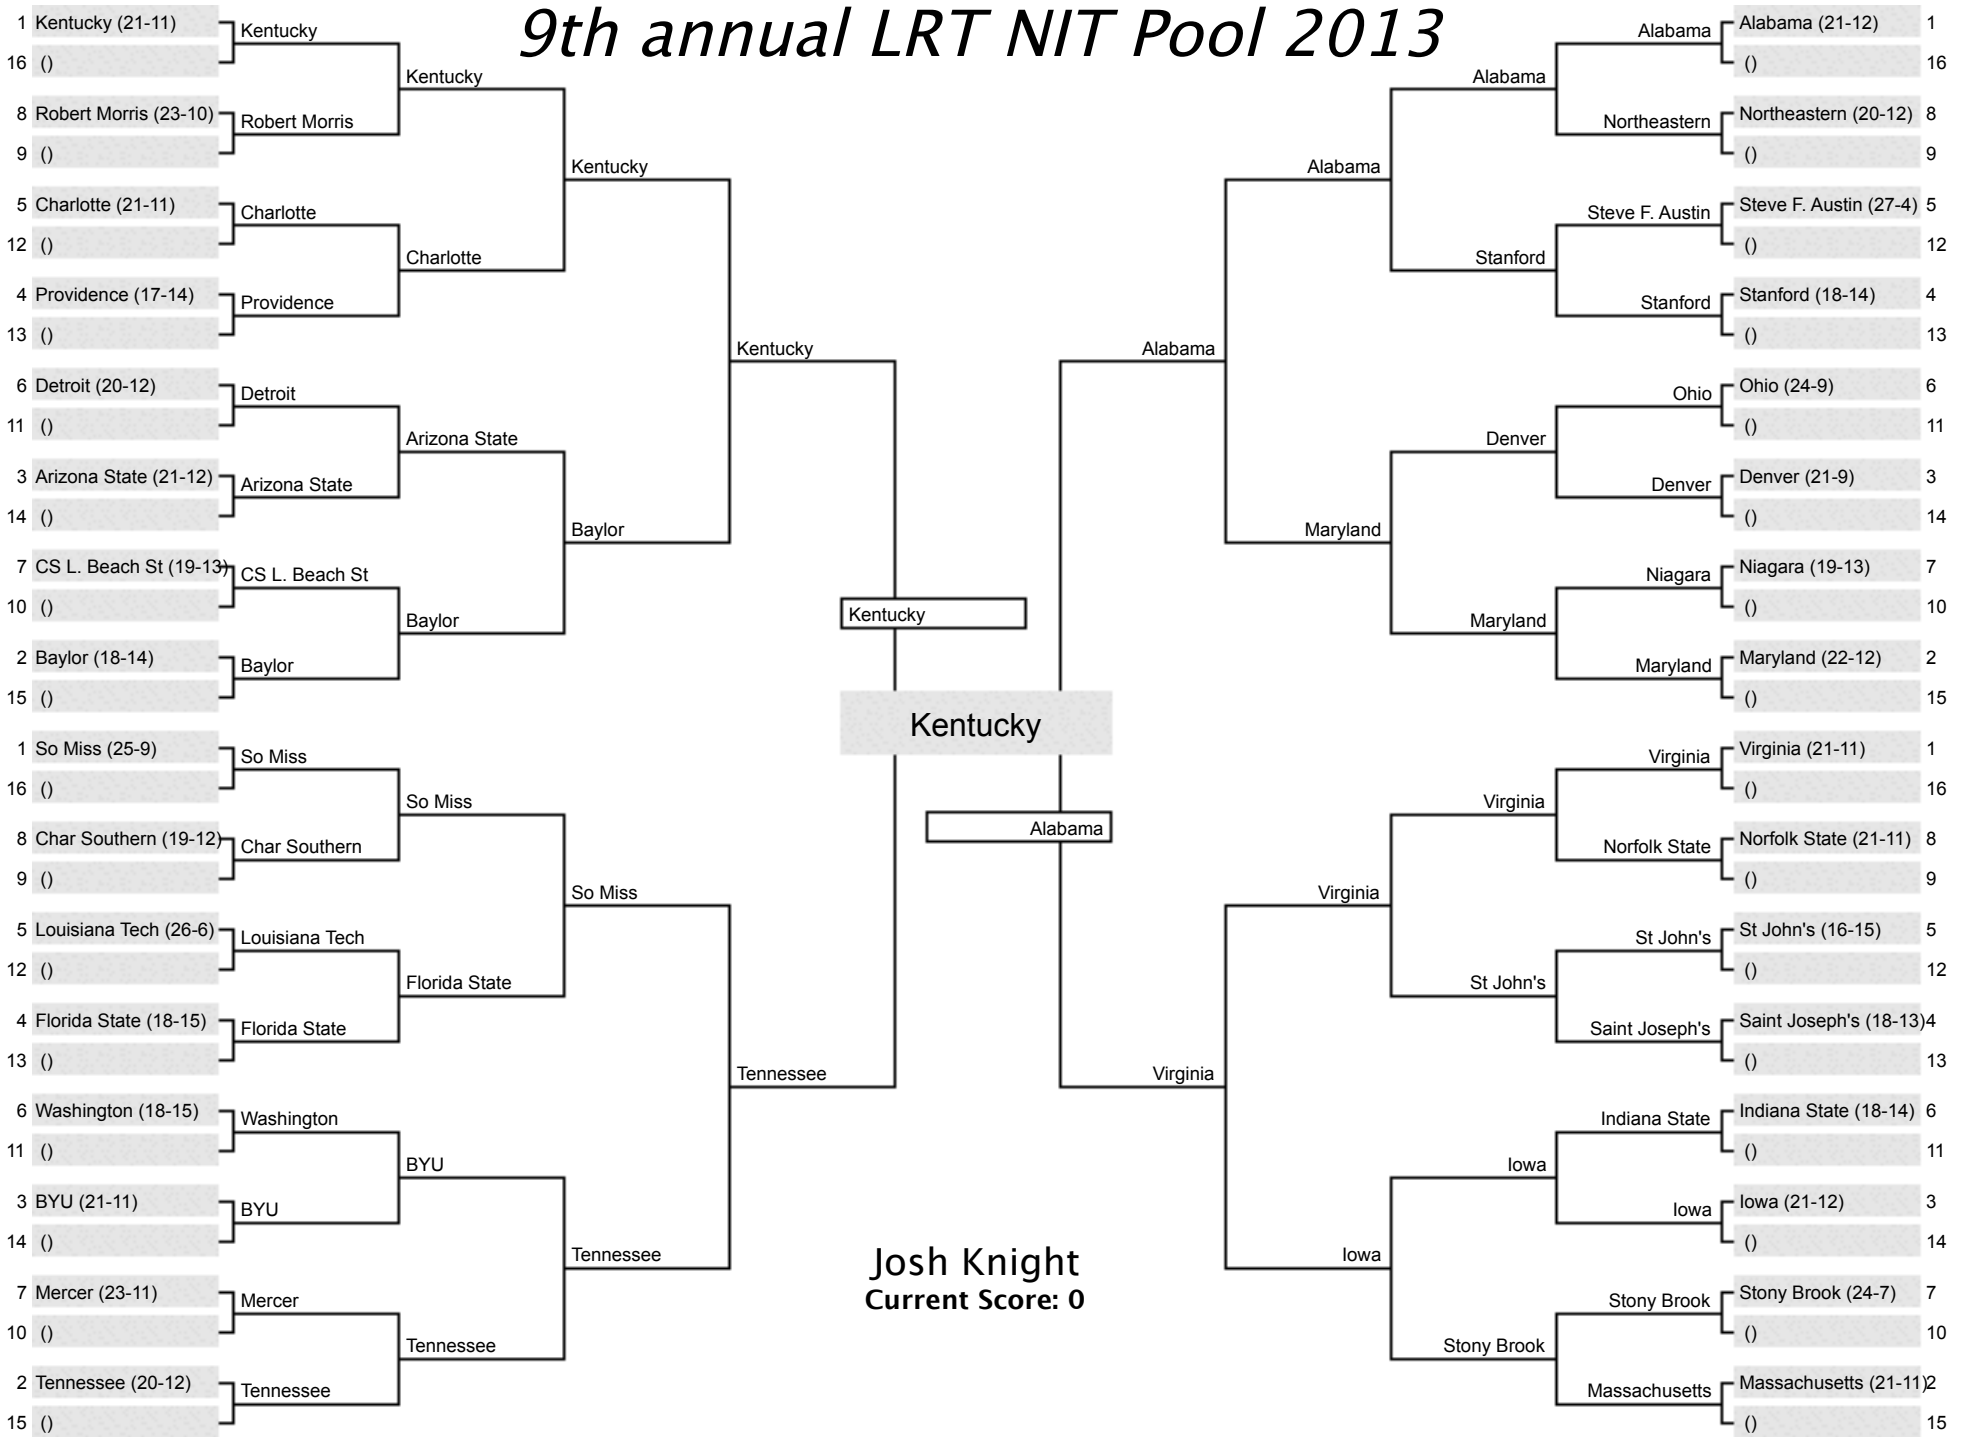 9th annual LRT NIT Pool 2013
1 Kentucky (21-11)
16 ()
8 Robert Morris (23-10)
9 ()
5 Charlotte (21-11)
12 ()
4 Providence (17-14)
13 ()
6 Detroit (20-12)
11 ()
3 Arizona State (21-12)
14 ()
7 CS L. Beach St (19-13)
10 ()
2 Baylor (18-14)
15 ()
1 So Miss (25-9)
16 ()
8 Char Southern (19-12)
9 ()
5 Louisiana Tech (26-6)
12 ()
4 Florida State (18-15)
13 ()
6 Washington (18-15)
11 ()
3 BYU (21-11)
14 ()
7 Mercer (23-11)
10 ()
2 Tennessee (20-12)
15 ()
Kentucky
Robert Morris
Charlotte
Providence
Detroit
Arizona State
CS L. Beach St
Baylor
So Miss
Char Southern
Louisiana Tech
Florida State
Washington
BYU
Mercer
Tennessee
Kentucky
Charlotte
Arizona State
Baylor
So Miss
Florida State
BYU
Tennessee
Kentucky
Baylor
So Miss
Tennessee
Kentucky
Tennessee
Kentucky
Kentucky
Alabama
Josh Knight
Current Score: 0
Alabama
Virginia
Alabama
Maryland
Virginia
Iowa
Alabama
Stanford
Denver
Maryland
Virginia
St John's
Iowa
Stony Brook
Alabama
Northeastern
Steve F. Austin
Stanford
Ohio
Denver
Niagara
Maryland
Virginia
Norfolk State
St John's
Saint Joseph's
Indiana State
Iowa
Stony Brook
Massachusetts
Alabama (21-12) 1
() 16
Northeastern (20-12) 8
() 9
Steve F. Austin (27-4) 5
() 12
Stanford (18-14) 4
() 13
Ohio (24-9) 6
() 11
Denver (21-9) 3
() 14
Niagara (19-13) 7
() 10
Maryland (22-12) 2
() 15
Virginia (21-11) 1
() 16
Norfolk State (21-11) 8
() 9
St John's (16-15) 5
() 12
Saint Joseph's (18-13) 4
() 13
Indiana State (18-14) 6
() 11
Iowa (21-12) 3
() 14
Stony Brook (24-7) 7
() 10
Massachusetts (21-11) 2
() 15